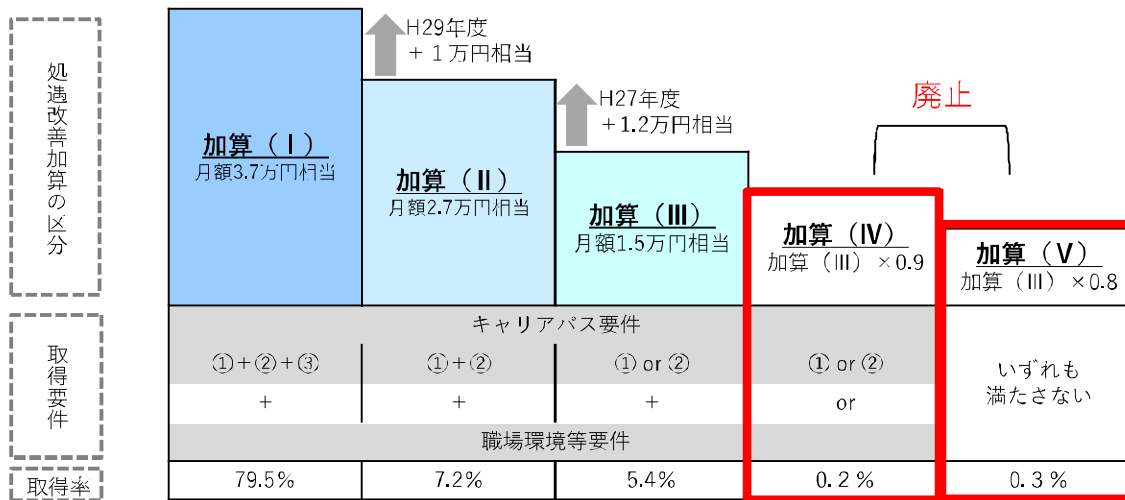 処遇改善加算の区分
H29年度
+ 1 万円相当
H27年度
+1.2万円相当
廃止
加算（Ⅰ）
月額3.7万円相当
加算（Ⅱ）
月額2.7万円相当
加算（Ⅲ）
月額1.5万円相当
加算（Ⅳ）
加算（Ⅲ）×0.9
加算（Ⅴ）
加算（Ⅲ）×0.8
取得要件
キャリアパス要件
①+②+③
①+②
① or ②
① or ②
いずれも
満たさない
+
+
+
or
職場環境等要件
取得率
79.5%
7.2%
5.4%
0.2%
0.3%